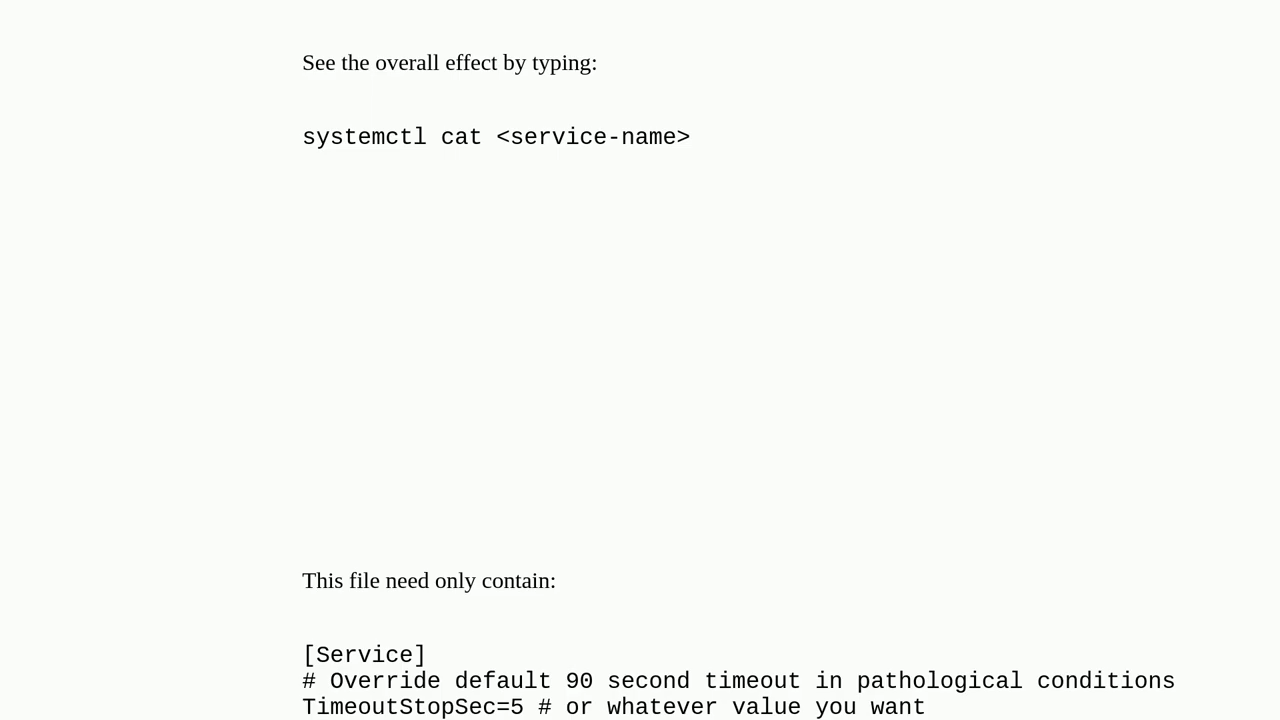 See the overall effect by typing:
systemctl cat <service-name>
This file need only contain:
[Service]
# Override default 90 second timeout in pathological conditions
TimeoutStopSec=5 # or whatever value you want